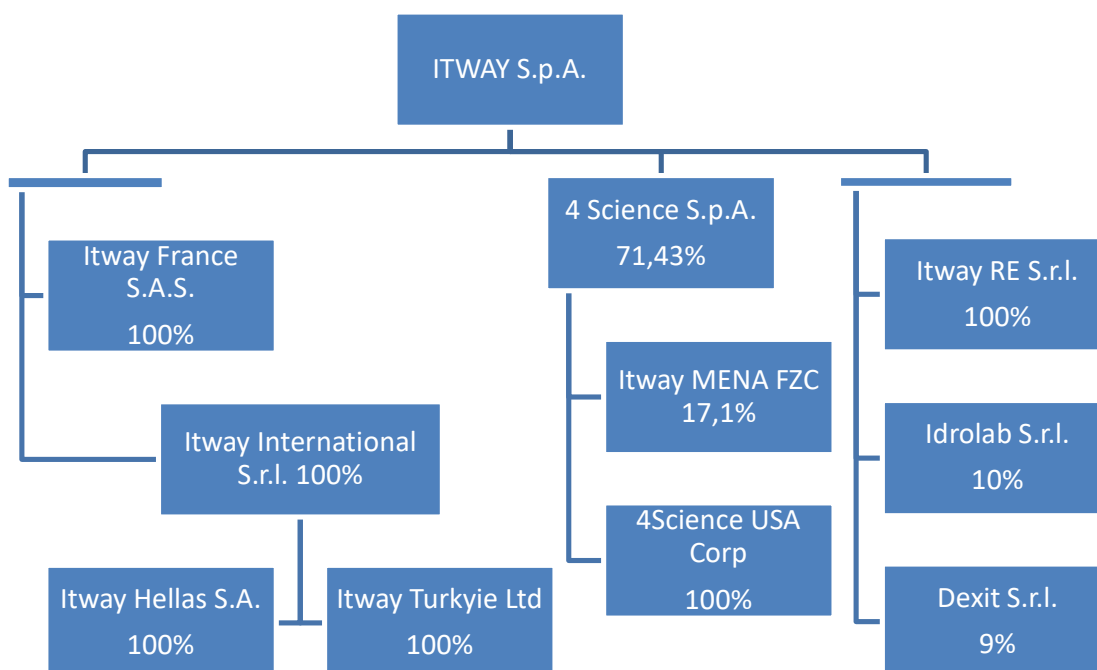 ITWAY S.p.A.
4 Science S.p.A.
71,43%
Itway France
S.A.S.
100%
Itway RE S.r.l.
100%
Itway MENA FZC
17,1%
Itway International
S.r.l. 100%
Idrolab S.r.l.
10%
4Science USA
Corp
100%
Itway Hellas S.A.
100%
Itway Turkyie Ltd
100%
Dexit S.r.l.
9%